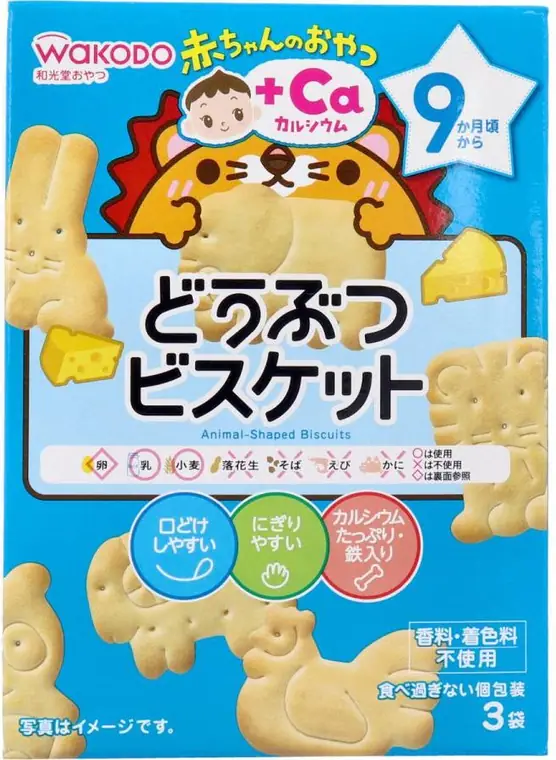 WAKODO
和光堂おやつ
赤ちゃんのおやつ
+Ca
カルシウム
9
か月頃
から
どうぶつ
ビスケット
Animal-Shaped Biscuits
卵 乳 小麦 落花生 そば えび かに
○は使用
×は不使用
◇は裏面参照
口どけ
しやすい
にぎり
やすい
カルシウム
たっぷり・
鉄入り
香料・着色料
不使用
食べ過ぎない個包装
3袋
写真はイメージです。